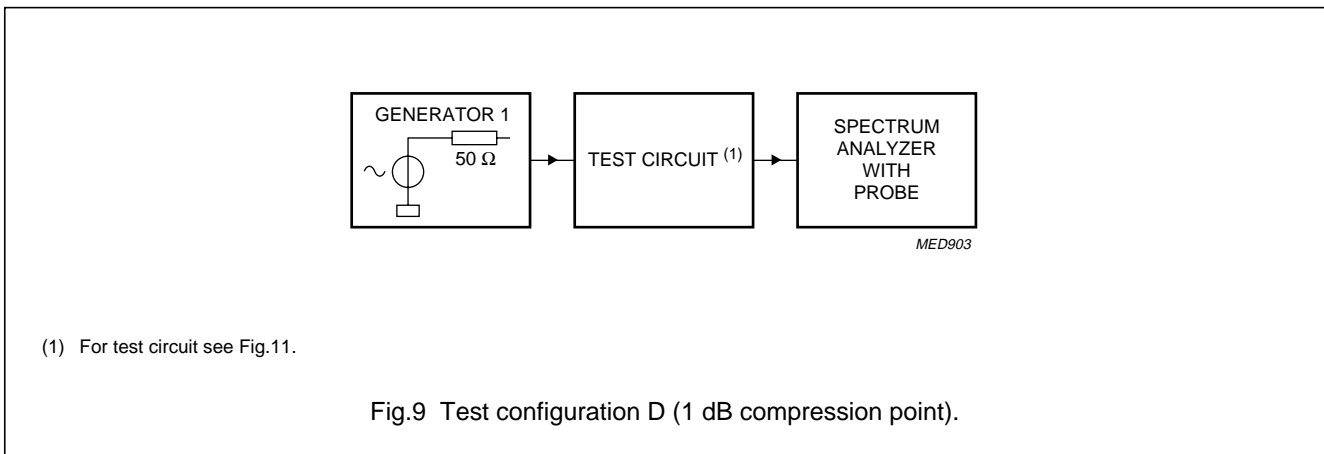 GENERATOR 1
50 Ω
TEST CIRCUIT (1)
SPECTRUM
ANALYZER
WITH
PROBE
MED903
(1) For test circuit see Fig.11.
Fig.9 Test configuration D (1 dB compression point).